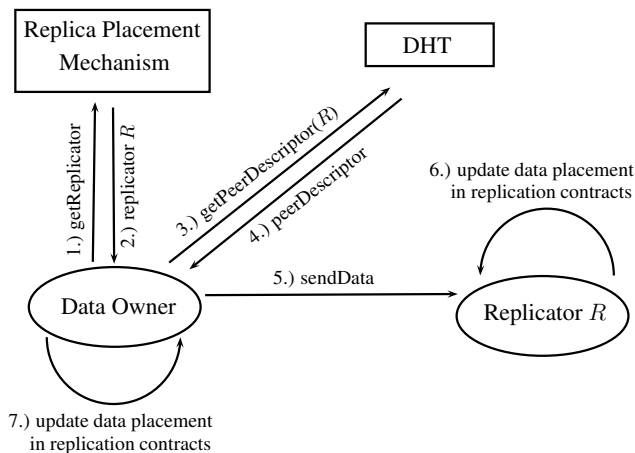 Replica Placement
Mechanism
DHT
1.) getReplicator
2.) replicator R
3.) getPeerDescriptor(R)
4.) peerDescriptor
6.) update data placement
in replication contracts
Data Owner
5.) sendData
Replicator R
7.) update data placement
in replication contracts